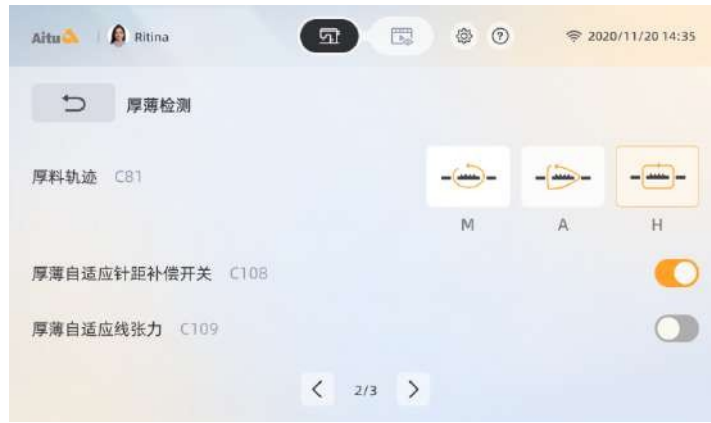 Aitu Ritina 2020/11/20 14:35
厚薄检测
厚料轨迹 C81
M A H
厚薄自适应针距补偿开关 C108
厚薄自适应线张力 C109
2/3